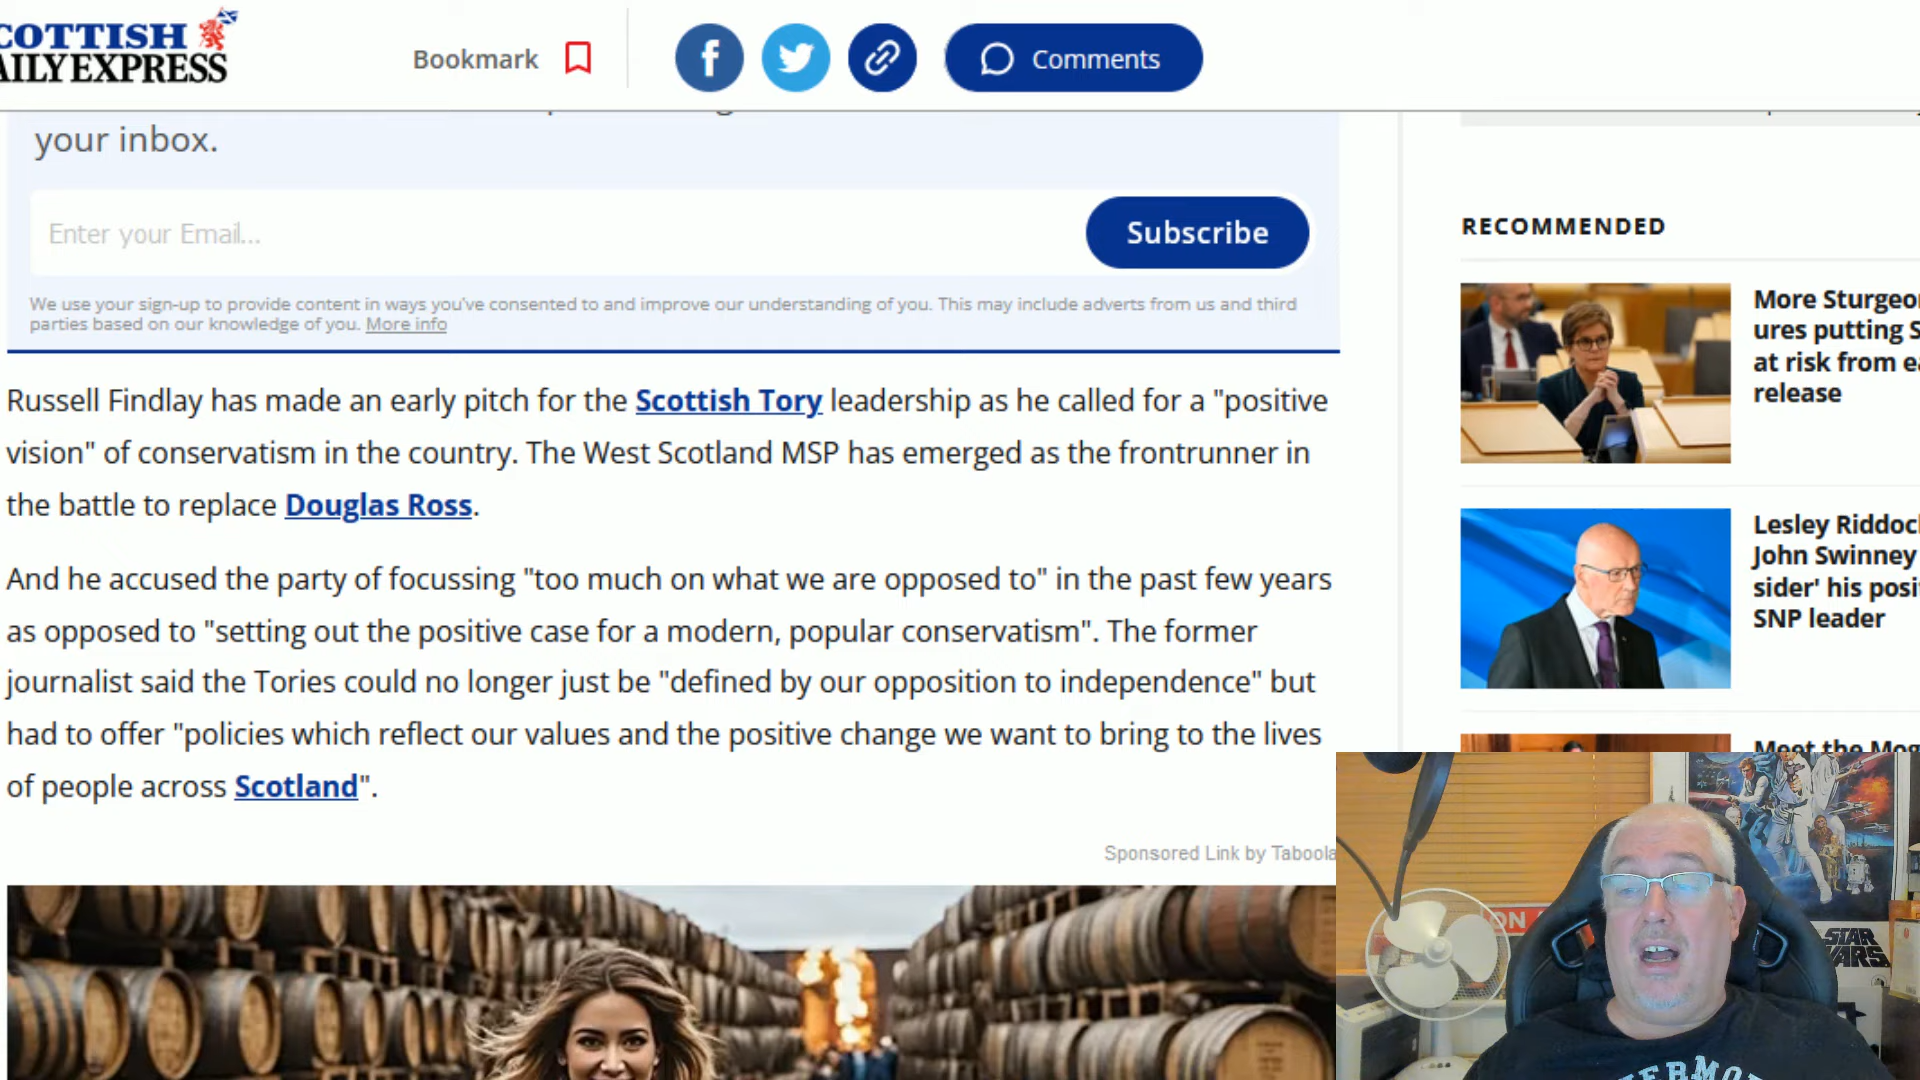 COTTISH
AILY EXPRESS
Bookmark
Comments
your inbox.
Enter your Email...
Subscribe
We use your sign-up to provide content in ways you've consented to and improve our understanding of you. This may include adverts from us and third
parties based on our knowledge of you. More info
Russell Findlay has made an early pitch for the Scottish Tory leadership as he called for a "positive
vision" of conservatism in the country. The West Scotland MSP has emerged as the frontrunner in
the battle to replace Douglas Ross.
And he accused the party of focussing "too much on what we are opposed to" in the past few years
as opposed to "setting out the positive case for a modern, popular conservatism". The former
journalist said the Tories could no longer just be "defined by our opposition to independence" but
had to offer "policies which reflect our values and the positive change we want to bring to the lives
of people across Scotland".
Sponsored Link by Taboola
RECOMMENDED
More Sturgeon
ures putting S
at risk from ea
release
Lesley Riddoc
John Swinney
sider' his posit
SNP leader
Meet the Mog
ON
STAR
WARS